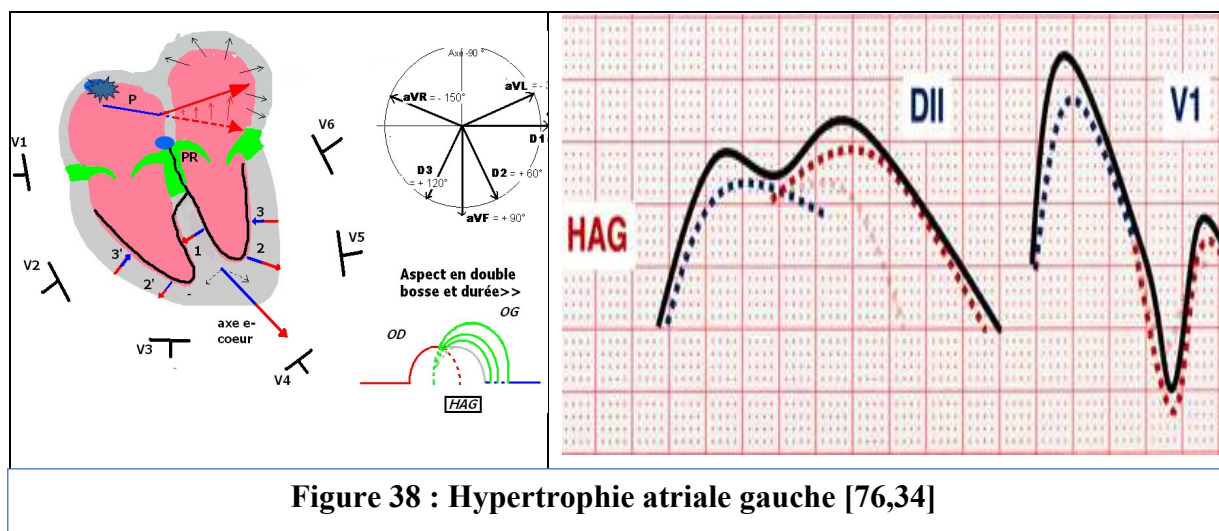 P
PR
V1
V2
V3
V4
V5
V6
3
1
2
3'
2'
-
axe e-
coeur
Axe -90 °
aVR = - 150°
aVL = -
D1
D3
= + 120°
D2 = + 60°
aVF = + 90°
Aspect en double
bosse et durée>>
OG
OD
HAG
HAG
DII
V1
Figure 38 : Hypertrophie atriale gauche [76,34]